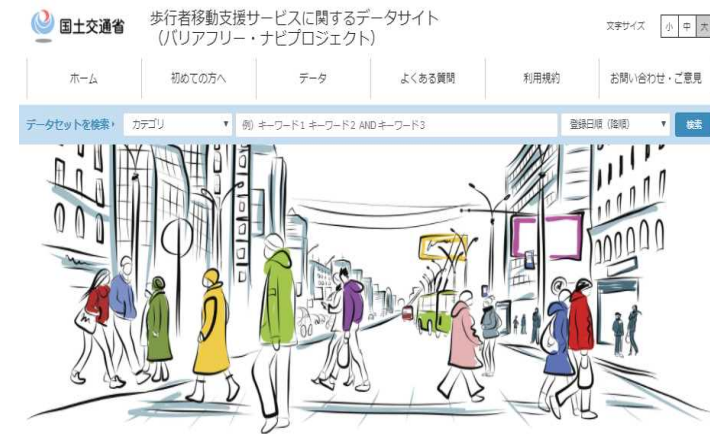 国土交通省
歩行者移動支援サービスに関するデータサイト
（バリアフリー・ナビプロジェクト）
文字サイズ 小 中 大
ホーム 初めての方へ データ よくある質問 利用規約 お問い合わせ・ご意見
データセットを検索 カテゴリ 例) キーワード1 キーワード2 AND キーワード3 登録日順 (降順) 検索